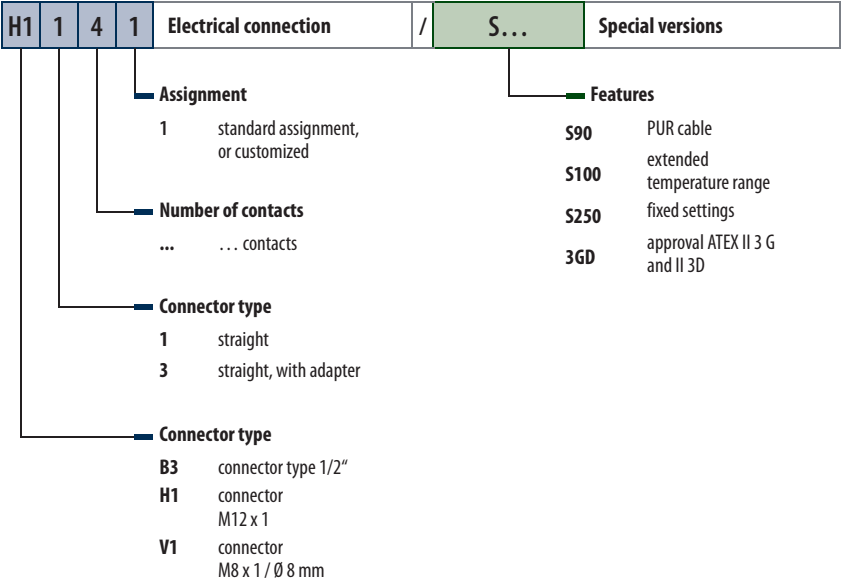 H1 1 4 1 Electrical connection / S... Special versions
Assignment
1 standard assignment,
or customized
Number of contacts
... ... contacts
Connector type
1 straight
3 straight, with adapter
Connector type
B3 connector type 1/2“
H1 connector
M12 x 1
V1 connector
M8 x 1 / Ø 8 mm
Features
S90 PUR cable
S100 extended
temperature range
S250 fixed settings
3GD approval ATEX II 3 G
and II 3D